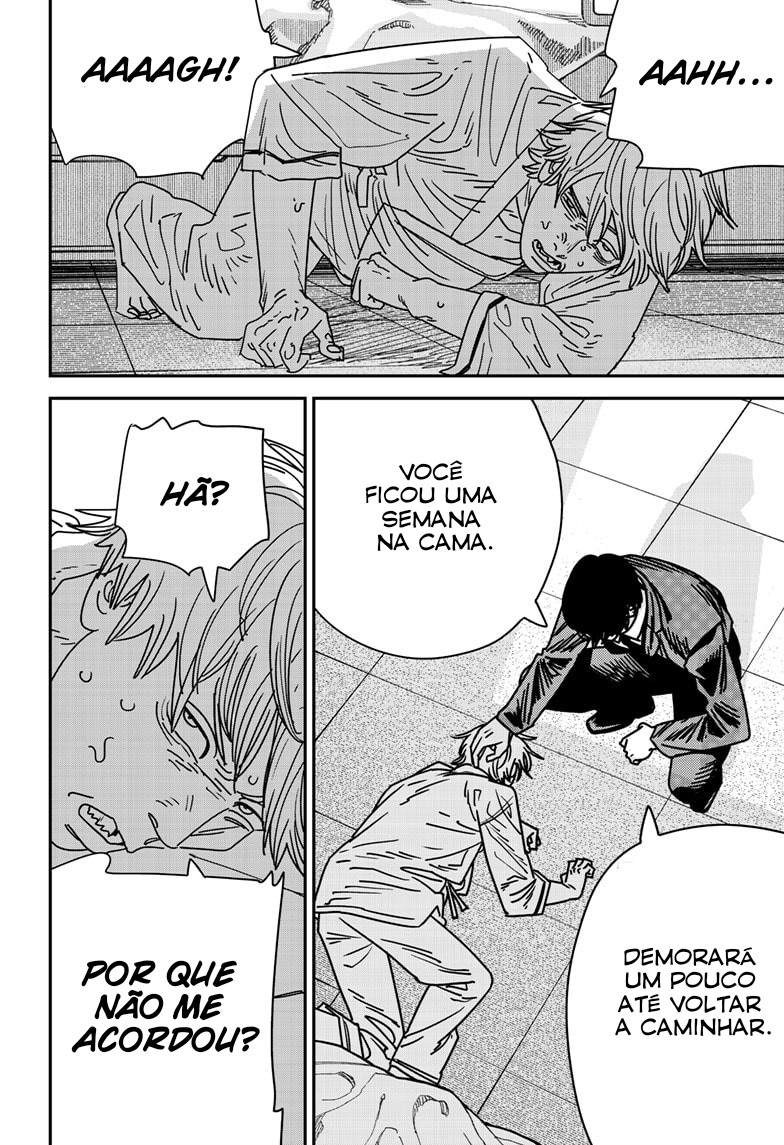 AAHH...
AAAAGH!
VOCÊ
FICOU UMA
SEMANA
NA CAMA.
DEMORARÁ
UM POUCO
ATÉ VOLTAR
A CAMINHAR.
HÃ?
POR QUE
NÃO ME
ACORDOU?